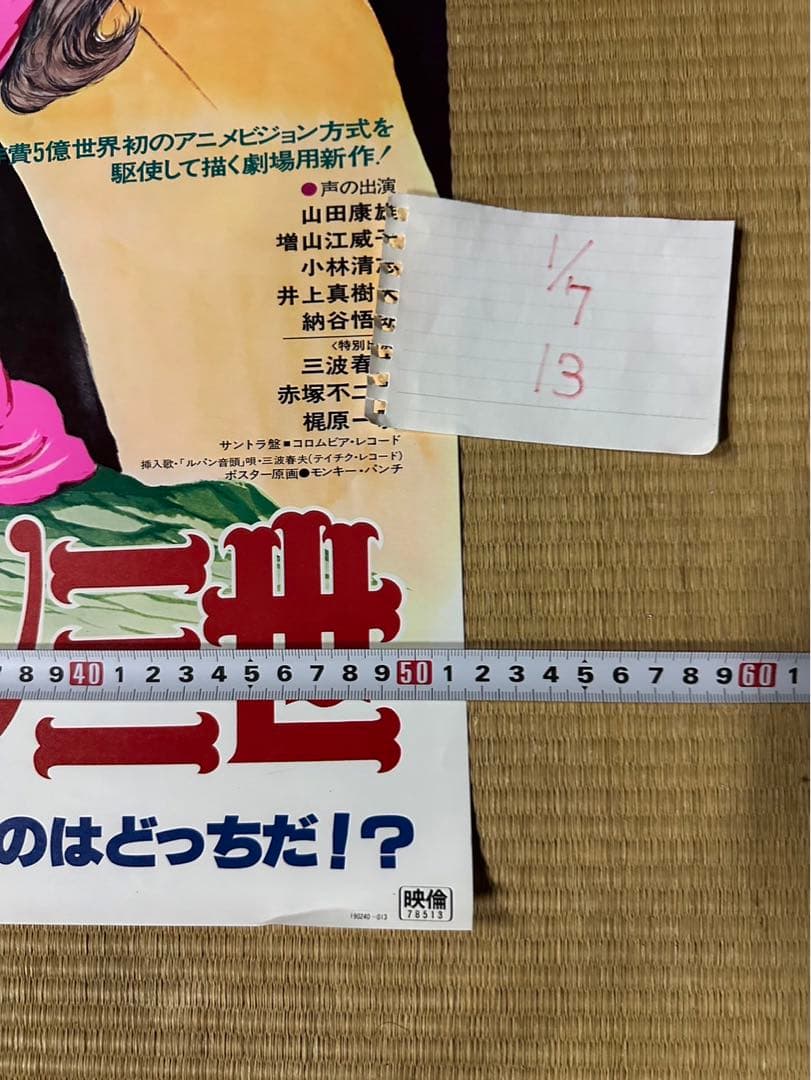 費5億世界初のアニメビジョン方式を
駆使して描く劇場用新作!
●声の出演
山田康雄
増山江威子
小林清志
井上真樹夫
納谷悟
〈特別
三波春
赤塚不二
梶原一
サントラ盤■コロムビア・レコード
挿入歌・「ルパン音頭」唄・三波春夫(テイチク・レコード)
ポスター原画●モンキー・パンチ
1/7
13
三世
7 8 9 40 1 2 3 4 5 6 7 8 9 50 1 2 3 4 5 6 7 8 9 60 1
のはどっちだ!?
190240-013
映倫
78513